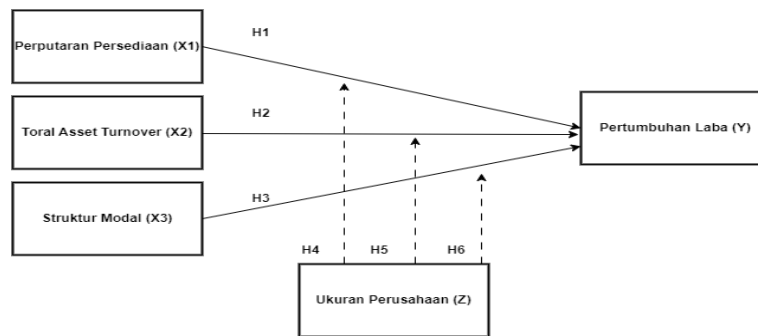 Perputaran Persediaan (X1)
H1
Toral Asset Turnover (X2)
H2
Pertumbuhan Laba (Y)
Struktur Modal (X3)
H3
H4
H5
H6
Ukuran Perusahaan (Z)